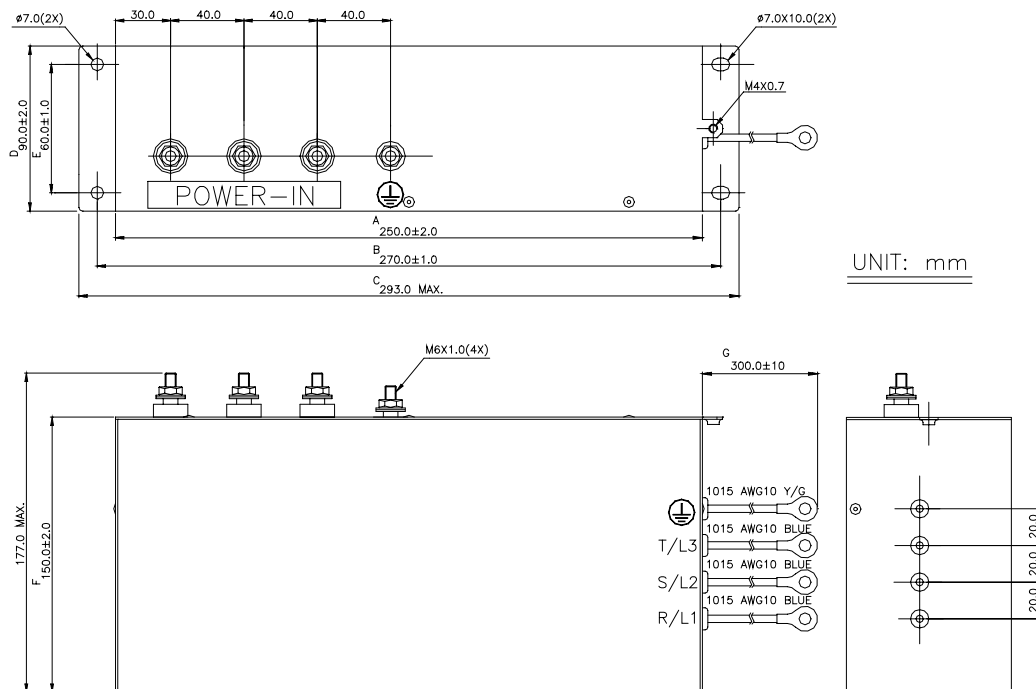 30.0 40.0 40.0 40.0
ø7.0(2X)
ø7.0X10.0(2X)
M4X0.7
D 90.0±2.0
E 60.0±1.0
POWER-IN
A 250.0±2.0
B 270.0±1.0
C 293.0 MAX.
UNIT: mm
M6X1.0(4X)
G 300.0±10
177.0 MAX.
F 150.0±2.0
1015 AWG10 Y/G
1015 AWG10 BLUE
T/L3
1015 AWG10 BLUE
S/L2
1015 AWG10 BLUE
R/L1
20.0
20.0
20.0